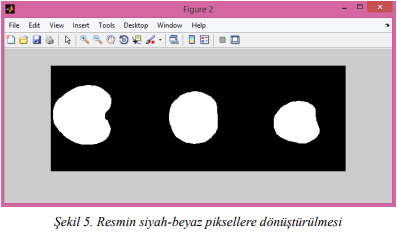 Figure 2
File Edit View Insert Tools Desktop Window Help
Şekil 5. Resmin siyah-beyaz piksellere dönüştürülmesi